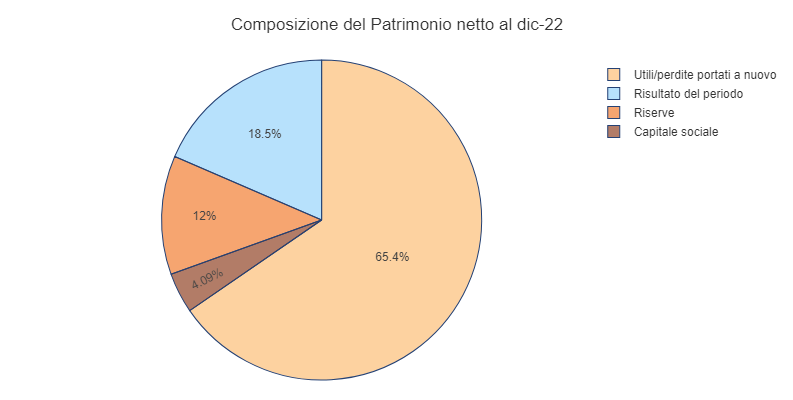 Composizione del Patrimonio netto al dic-22
Utili/perdite portati a nuovo
Risultato del periodo
Riserve
Capitale sociale
18.5%
12%
4.09%
65.4%